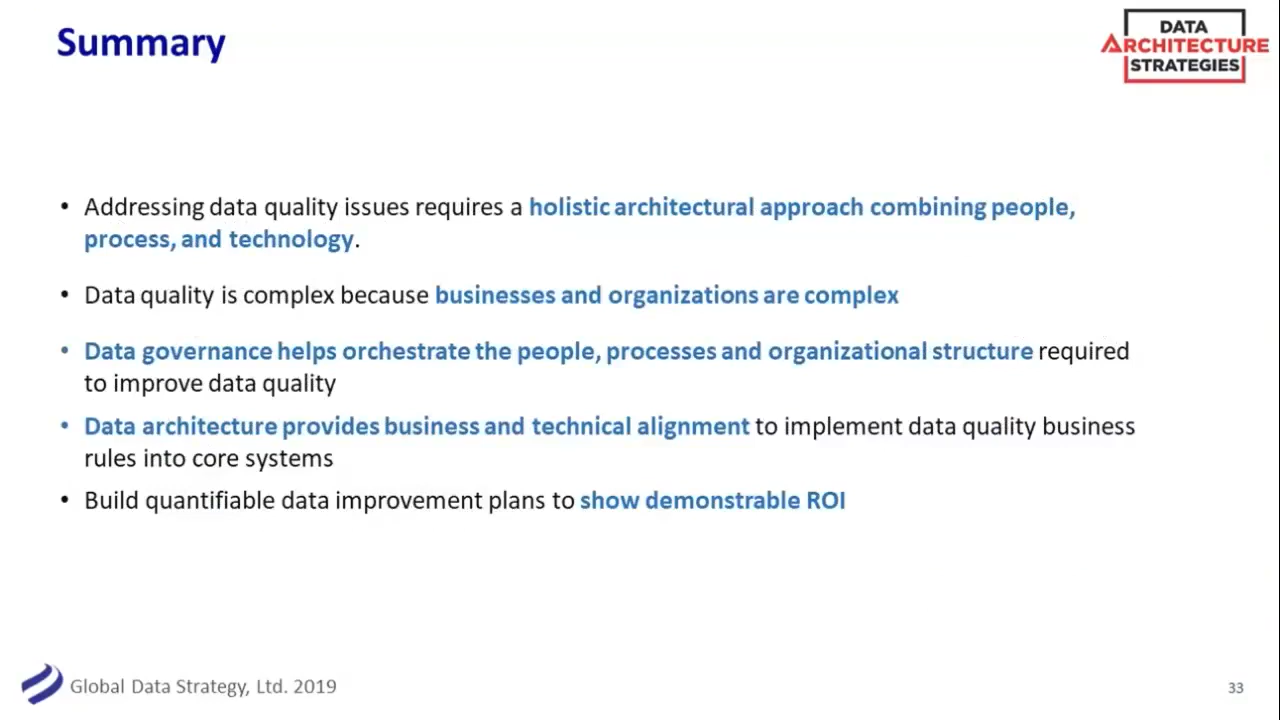 Summary
DATA
ARCHITECTURE
STRATEGIES
• Addressing data quality issues requires a holistic architectural approach combining people,
process, and technology.
• Data quality is complex because businesses and organizations are complex
• Data governance helps orchestrate the people, processes and organizational structure required
to improve data quality
• Data architecture provides business and technical alignment to implement data quality business
rules into core systems
• Build quantifiable data improvement plans to show demonstrable ROI
Global Data Strategy, Ltd. 2019
33